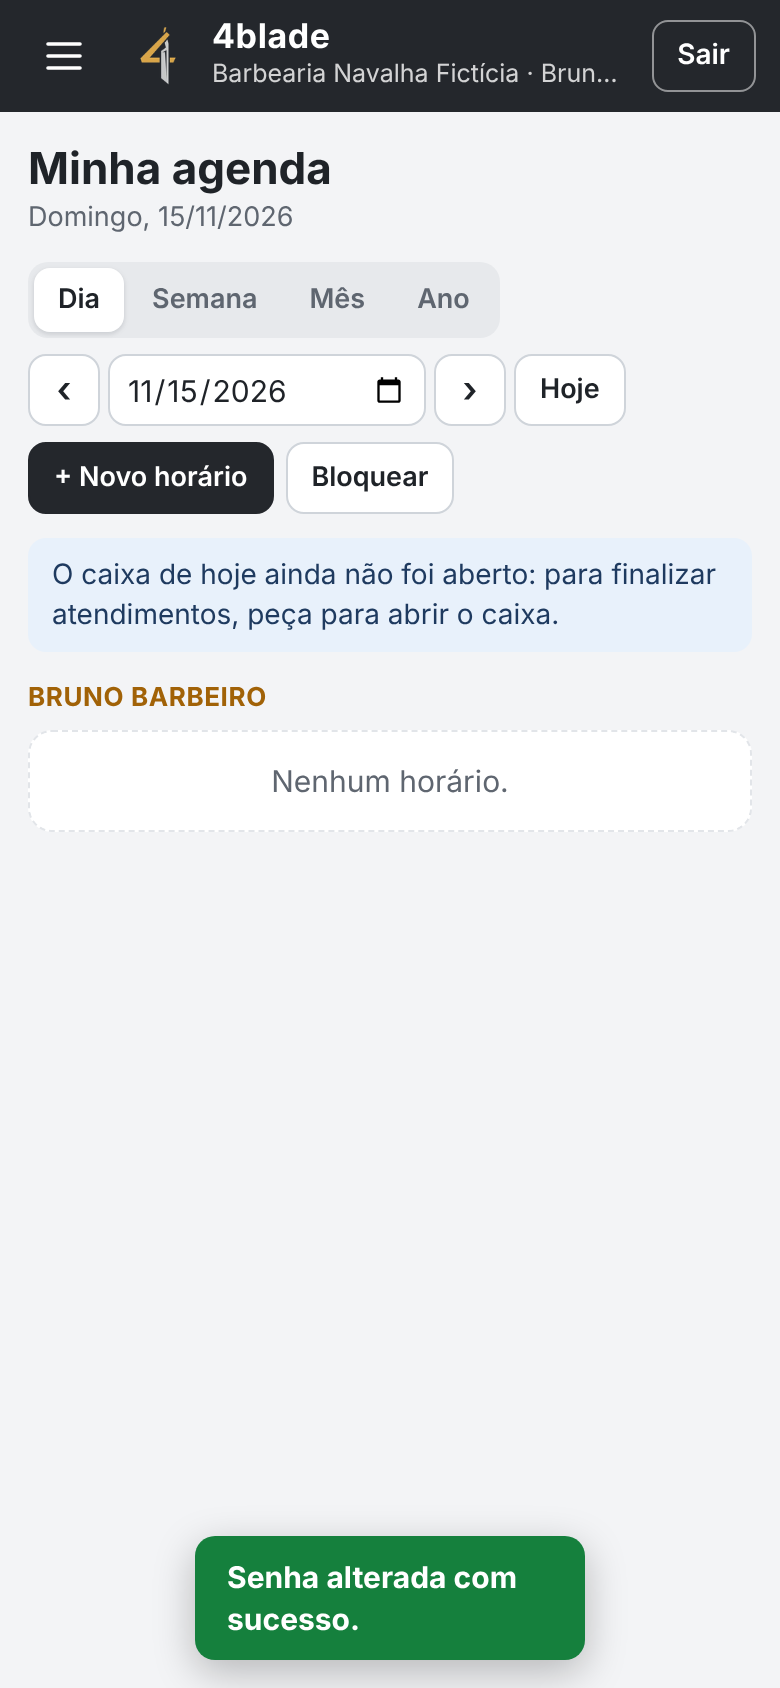 4blade
Barbearia Navalha Fictícia · Brun...
Sair
Minha agenda
Domingo, 15/11/2026
Dia Semana Mês Ano
‹ 11/15/2026 › Hoje
+ Novo horário Bloquear
O caixa de hoje ainda não foi aberto: para finalizar
atendimentos, peça para abrir o caixa.
BRUNO BARBEIRO
Nenhum horário.
Senha alterada com
sucesso.